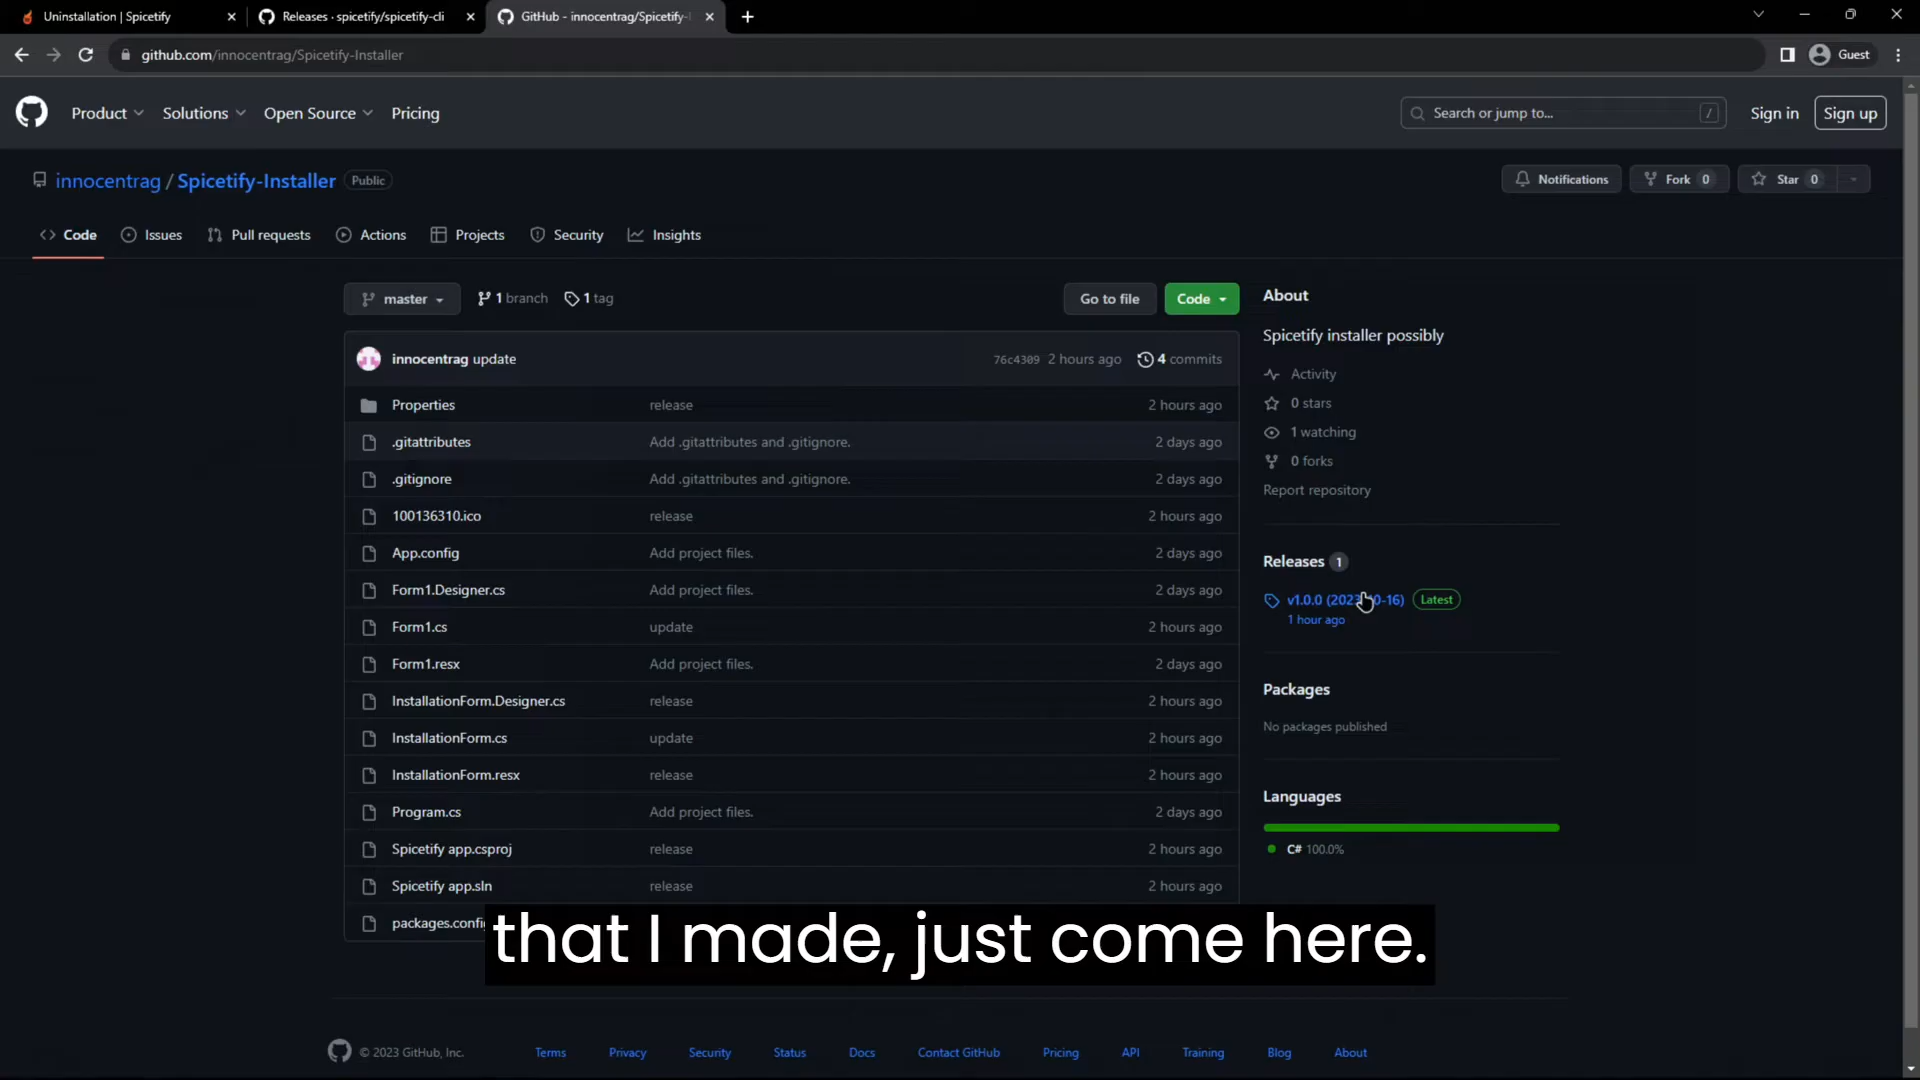 Uninstallation | Spicetify
Releases · spicetify/spicetify-cli
GitHub - innocentrag/Spicetify-
github.com/innocentrag/Spicetify-Installer
Guest
Product
Solutions
Open Source
Pricing
Search or jump to...
/
Sign in
Sign up
innocentrag / Spicetify-Installer
Public
Notifications
Fork 0
Star 0
Code
Issues
Pull requests
Actions
Projects
Security
Insights
master
1 branch
1 tag
Go to file
Code
innocentrag update
76c4309 2 hours ago
4 commits
Properties release 2 hours ago
.gitattributes Add .gitattributes and .gitignore. 2 days ago
.gitignore Add .gitattributes and .gitignore. 2 days ago
100136310.ico release 2 hours ago
App.config Add project files. 2 days ago
Form1.Designer.cs Add project files. 2 days ago
Form1.cs update 2 hours ago
Form1.resx Add project files. 2 days ago
InstallationForm.Designer.cs release 2 hours ago
InstallationForm.cs update 2 hours ago
InstallationForm.resx release 2 hours ago
Program.cs Add project files. 2 days ago
Spicetify app.csproj release 2 hours ago
Spicetify app.sln release 2 hours ago
packages.config
About
Spicetify installer possibly
Activity
0 stars
1 watching
0 forks
Report repository
Releases 1
v1.0.0 (2023-10-16) Latest
1 hour ago
Packages
No packages published
Languages
C# 100.0%
that I made, just come here.
© 2023 GitHub, Inc.
Terms
Privacy
Security
Status
Docs
Contact GitHub
Pricing
API
Training
Blog
About